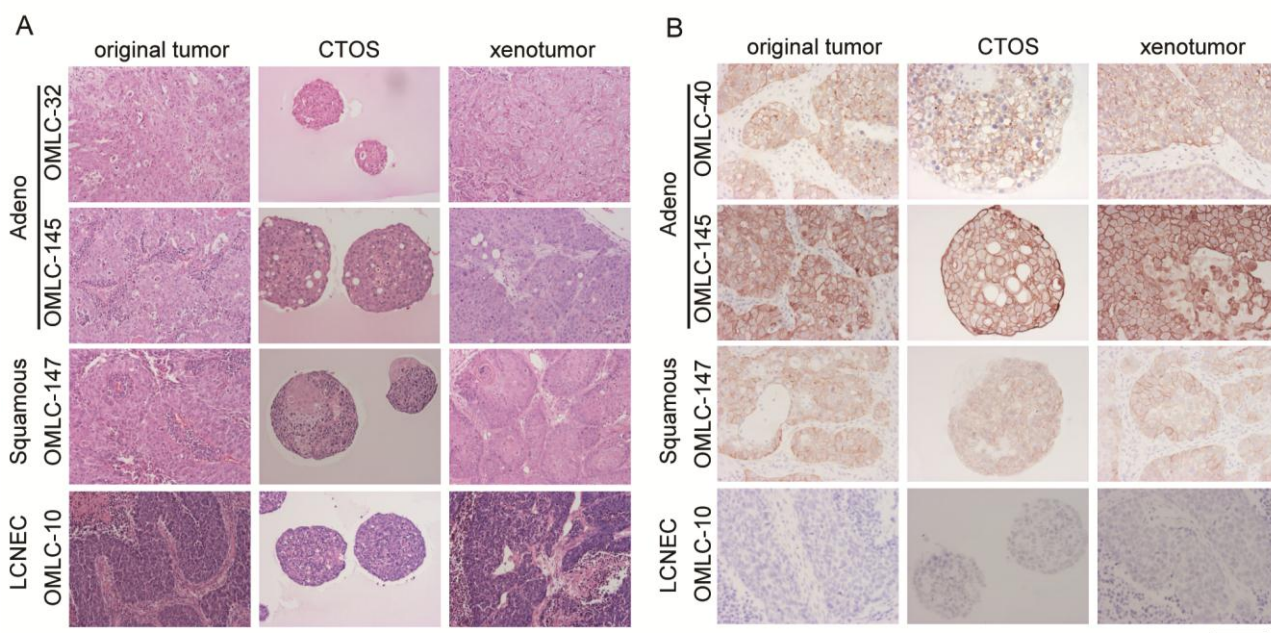 A
original tumor CTOS xenotumor
Adeno
OMLC-32
OMLC-145
Squamous
OMLC-147
LCNEC
OMLC-10
B
original tumor CTOS xenotumor
Adeno
OMLC-40
OMLC-145
Squamous
OMLC-147
LCNEC
OMLC-10